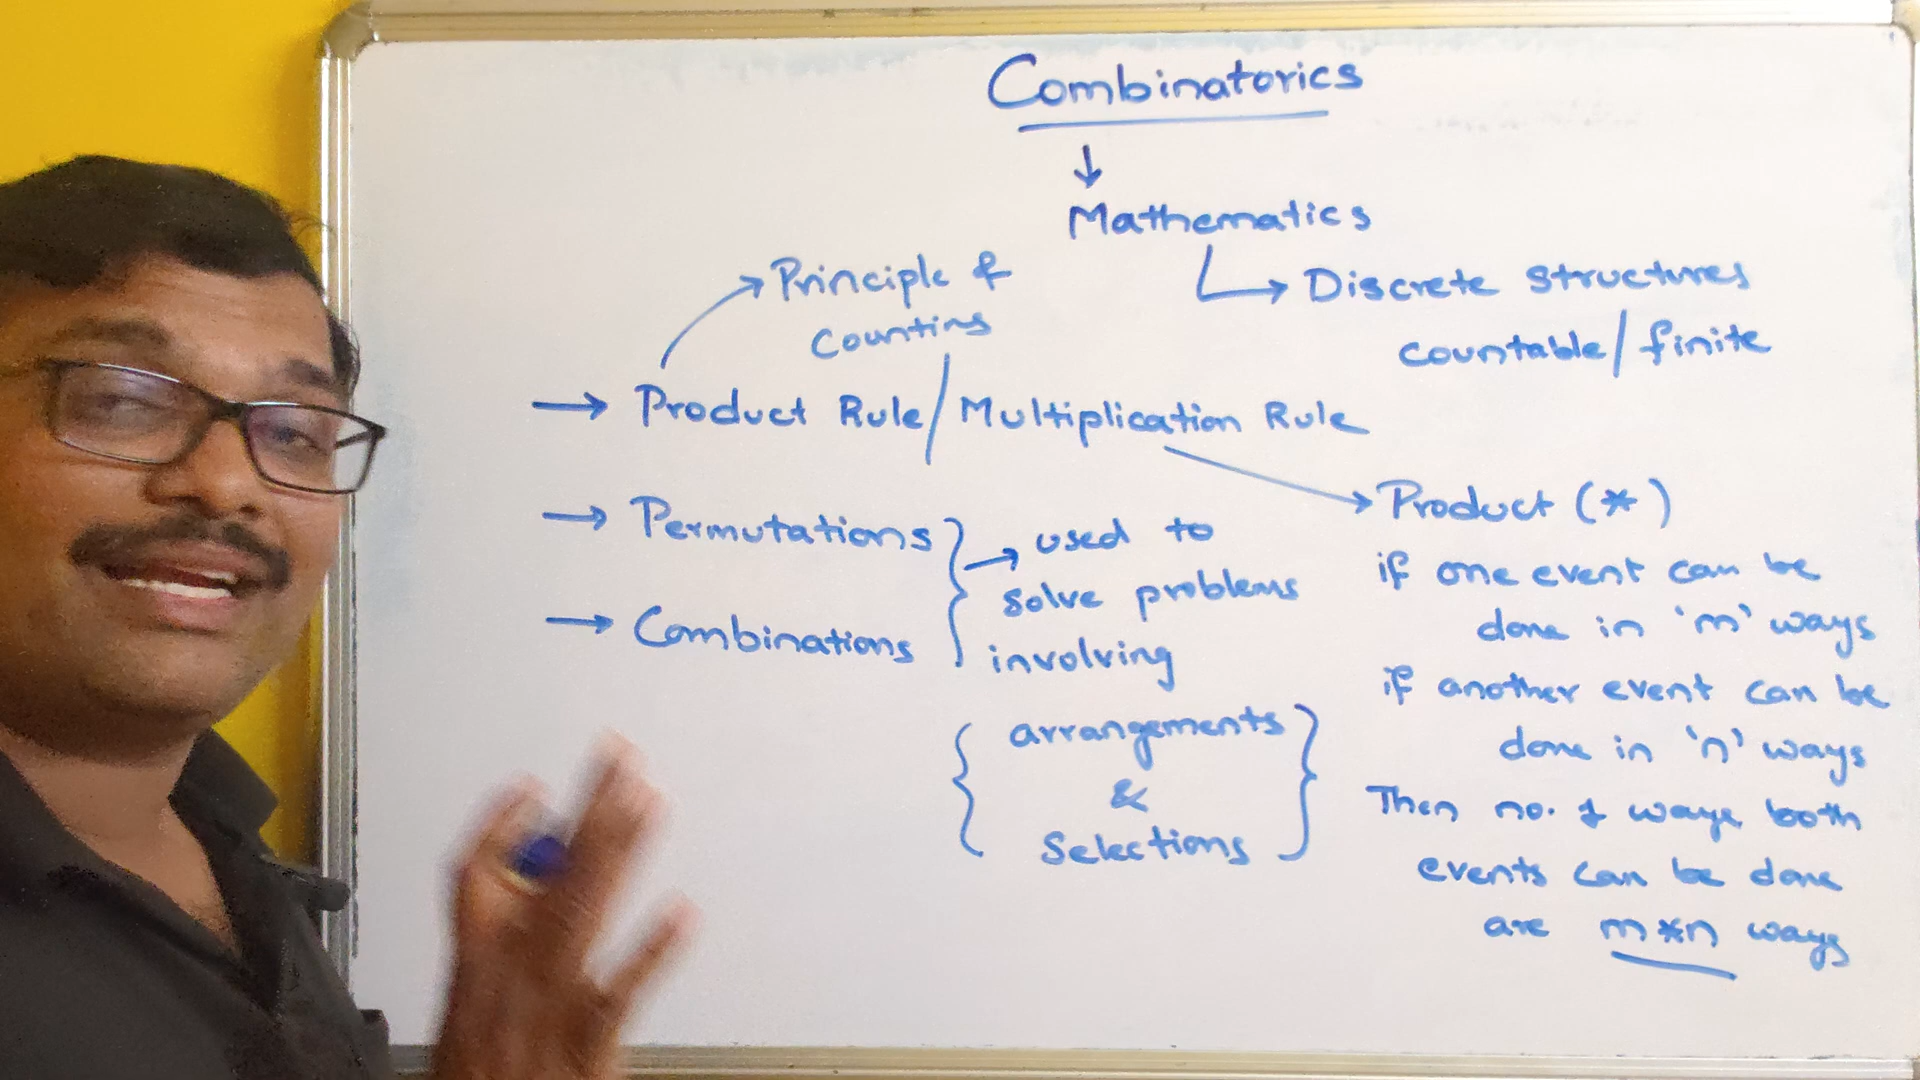 Combinatorics
↓
Mathematics
→ Discrete Structures
countable/finite
→ Principle of
Counting
→ Product Rule / Multiplication Rule
→ Permutations
→ Combinations
→ used to
solve problems
involving
{ arrangements
&
Selections }
→ Product (*)
if one event can be
done in 'm' ways
if another event can be
done in 'n' ways
Then no. of ways both
events can be done
are m*n ways